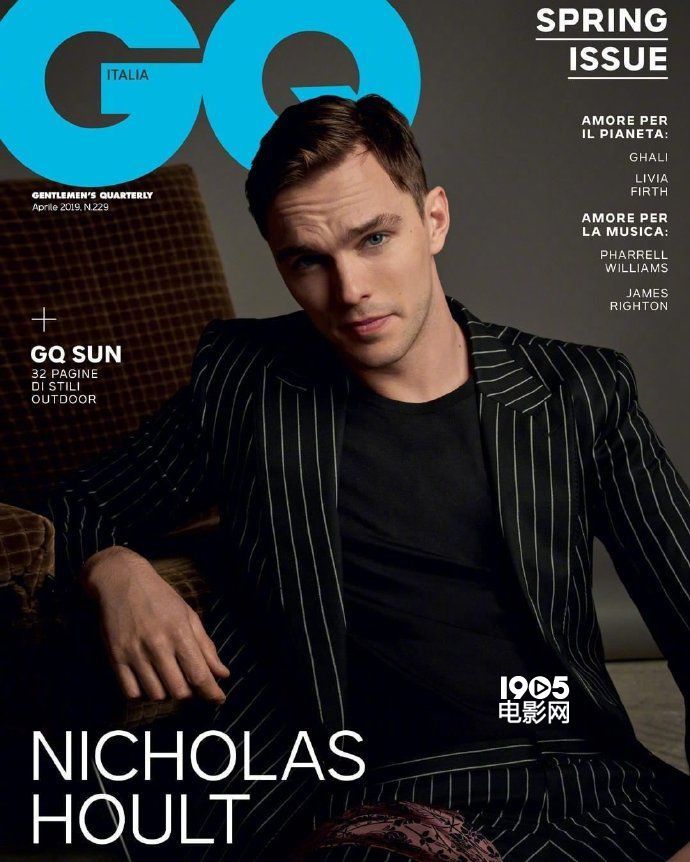 GQ
ITALIA
SPRING
ISSUE
GENTLEMEN'S QUARTERLY
Aprile 2019. N.229
AMORE PER
IL PIANETA:
GHALI
LIVIA
FIRTH
AMORE PER
LA MUSICA:
PHARRELL
WILLIAMS
JAMES
RIGHTON
+
GQ SUN
32 PAGINE
DI STILI
OUTDOOR
1905
电影网
NICHOLAS
HOULT